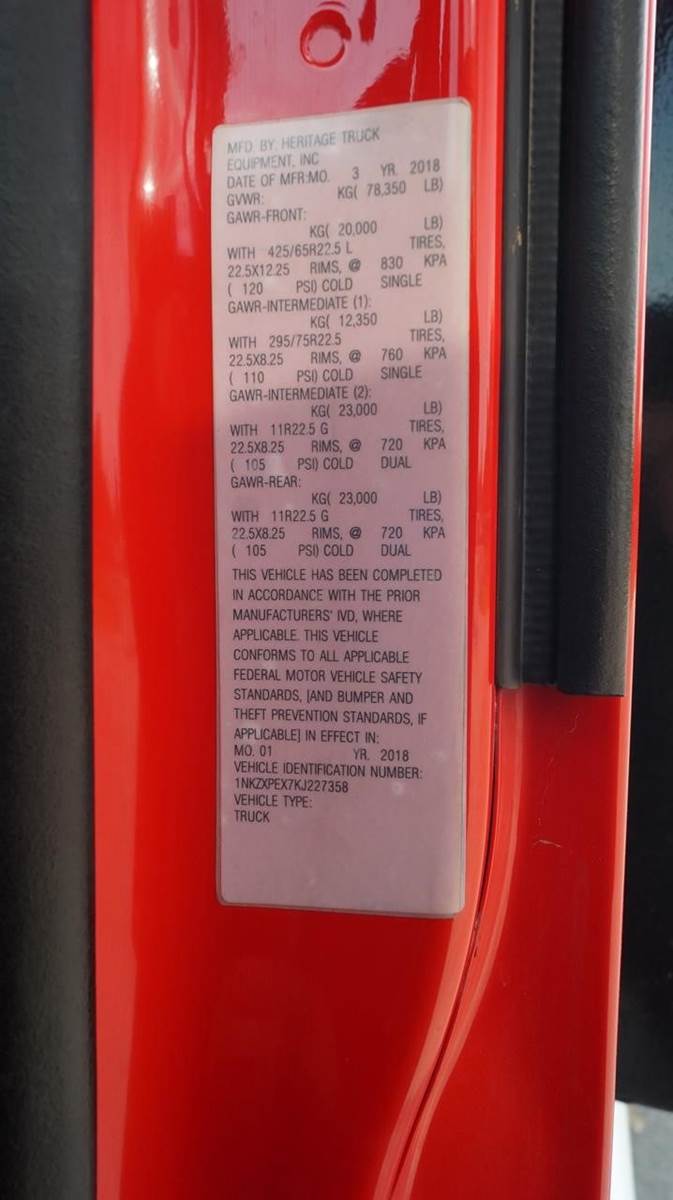 MFD. BY: HERITAGE TRUCK
EQUIPMENT, INC
DATE OF MFR:MO. 3 YR. 2018
GVWR: KG( 78,350 LB)
GAWR-FRONT:
KG( 20,000 LB)
WITH 425/65R22.5 L TIRES,
22.5X12.25 RIMS, @ 830 KPA
( 120 PSI) COLD SINGLE
GAWR-INTERMEDIATE (1):
KG( 12,350 LB)
WITH 295/75R22.5 TIRES,
22.5X8.25 RIMS, @ 760 KPA
( 110 PSI) COLD SINGLE
GAWR-INTERMEDIATE (2):
KG( 23,000 LB)
WITH 11R22.5 G TIRES,
22.5X8.25 RIMS, @ 720 KPA
( 105 PSI) COLD DUAL
GAWR-REAR:
KG( 23,000 LB)
WITH 11R22.5 G TIRES,
22.5X8.25 RIMS, @ 720 KPA
( 105 PSI) COLD DUAL
THIS VEHICLE HAS BEEN COMPLETED
IN ACCORDANCE WITH THE PRIOR
MANUFACTURERS' IVD, WHERE
APPLICABLE. THIS VEHICLE
CONFORMS TO ALL APPLICABLE
FEDERAL MOTOR VEHICLE SAFETY
STANDARDS, [AND BUMPER AND
THEFT PREVENTION STANDARDS, IF
APPLICABLE] IN EFFECT IN:
MO. 01 YR. 2018
VEHICLE IDENTIFICATION NUMBER:
1NKZXPEX7KJ227358
VEHICLE TYPE:
TRUCK